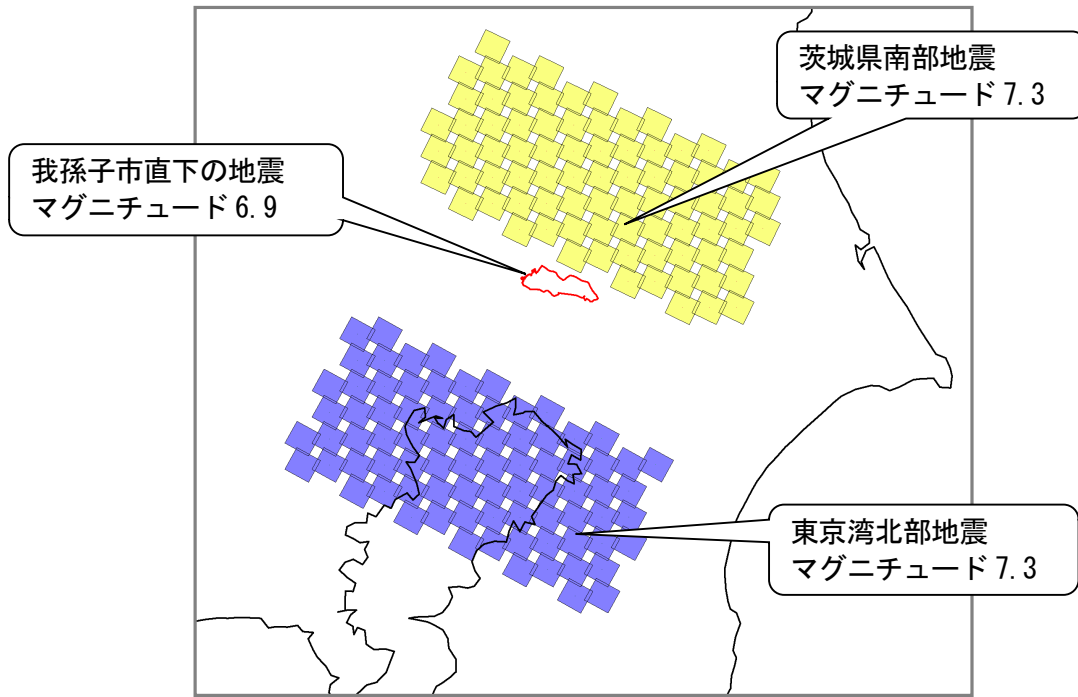 茨城県南部地震
マグニチュード 7.3
我孫子市直下の地震
マグニチュード 6.9
東京湾北部地震
マグニチュード 7.3